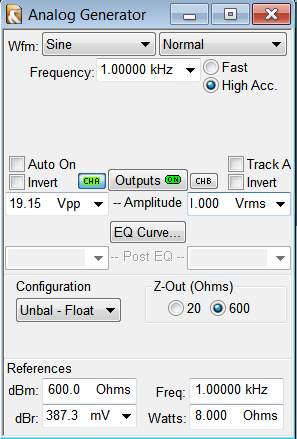 Analog Generator
Wfm: Sine Normal
Frequency: 1.00000 kHz Fast
High Acc.
Auto On Track A
Invert CHA Outputs ON CHB Invert
19.15 Vpp -- Amplitude 1.000 Vrms
EQ Curve...
-- Post EQ --
Configuration Z-Out (Ohms)
Unbal - Float 20 600
References
dBm: 600.0 Ohms Freq: 1.00000 kHz
dBr: 387.3 mV Watts: 8.000 Ohms